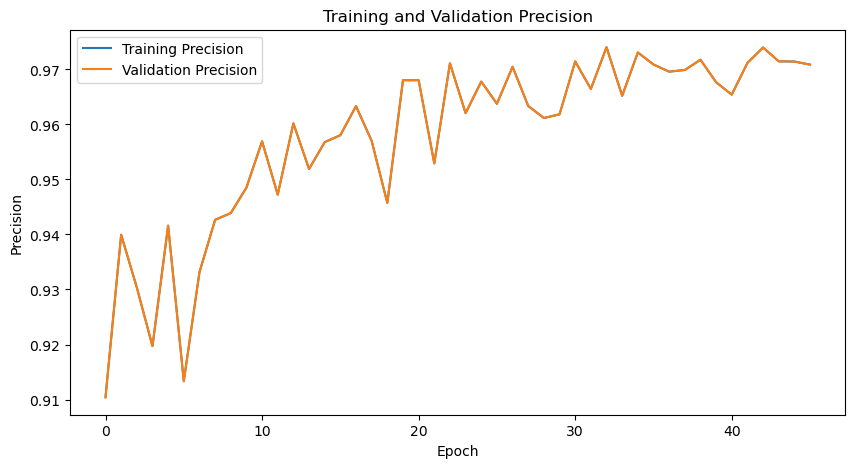 Training and Validation Precision
Training Precision
Validation Precision
0.97
0.96
0.95
0.94
0.93
0.92
0.91
Precision
0 10 20 30 40
Epoch